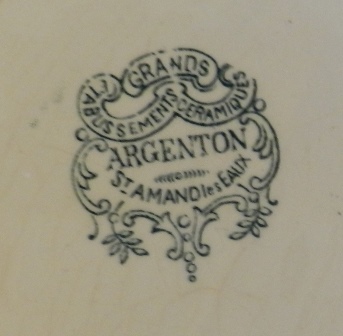 GRANDS
ETABLISSEMENTS CERAMIQUES
ARGENTON
ST AMAND les EAUX